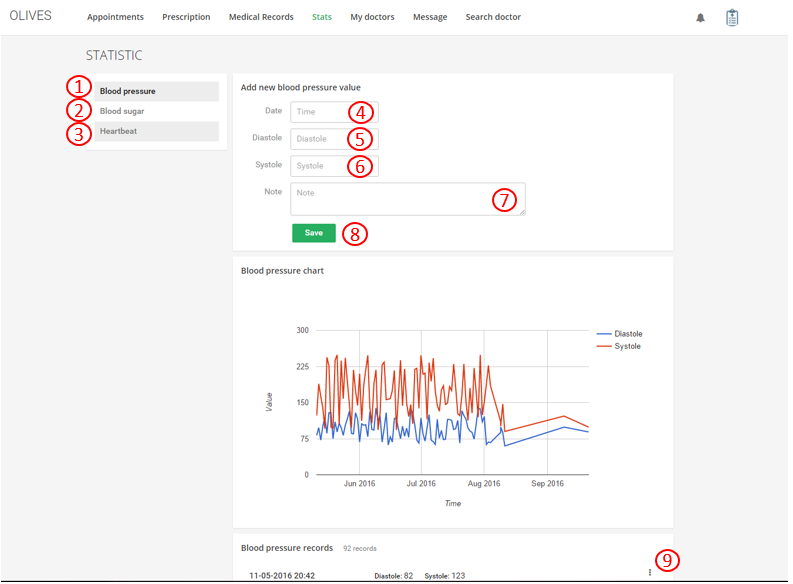 OLIVES Appointments Prescription Medical Records Stats My doctors Message Search doctor
STATISTIC
1 Blood pressure
2 Blood sugar
3 Heartbeat
Add new blood pressure value
Date Time 4
Diastole Diastole 5
Systole Systole 6
Note Note 7
Save 8
Blood pressure chart
300
225
150
75
0
Value
Jun 2016 Jul 2016 Aug 2016 Sep 2016
Time
Diastole
Systole
Blood pressure records 92 records
9
11-05-2016 20:42 Diastole: 82 Systole: 123